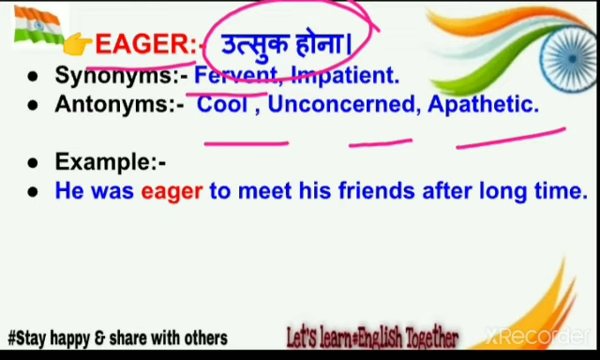 👉EAGER:- उत्सुक होना।
● Synonyms:- Fervent, Impatient.
● Antonyms:- Cool , Unconcerned, Apathetic.
● Example:-
● He was eager to meet his friends after long time.
#Stay happy & share with others
Let's learn English Together
XRecorder